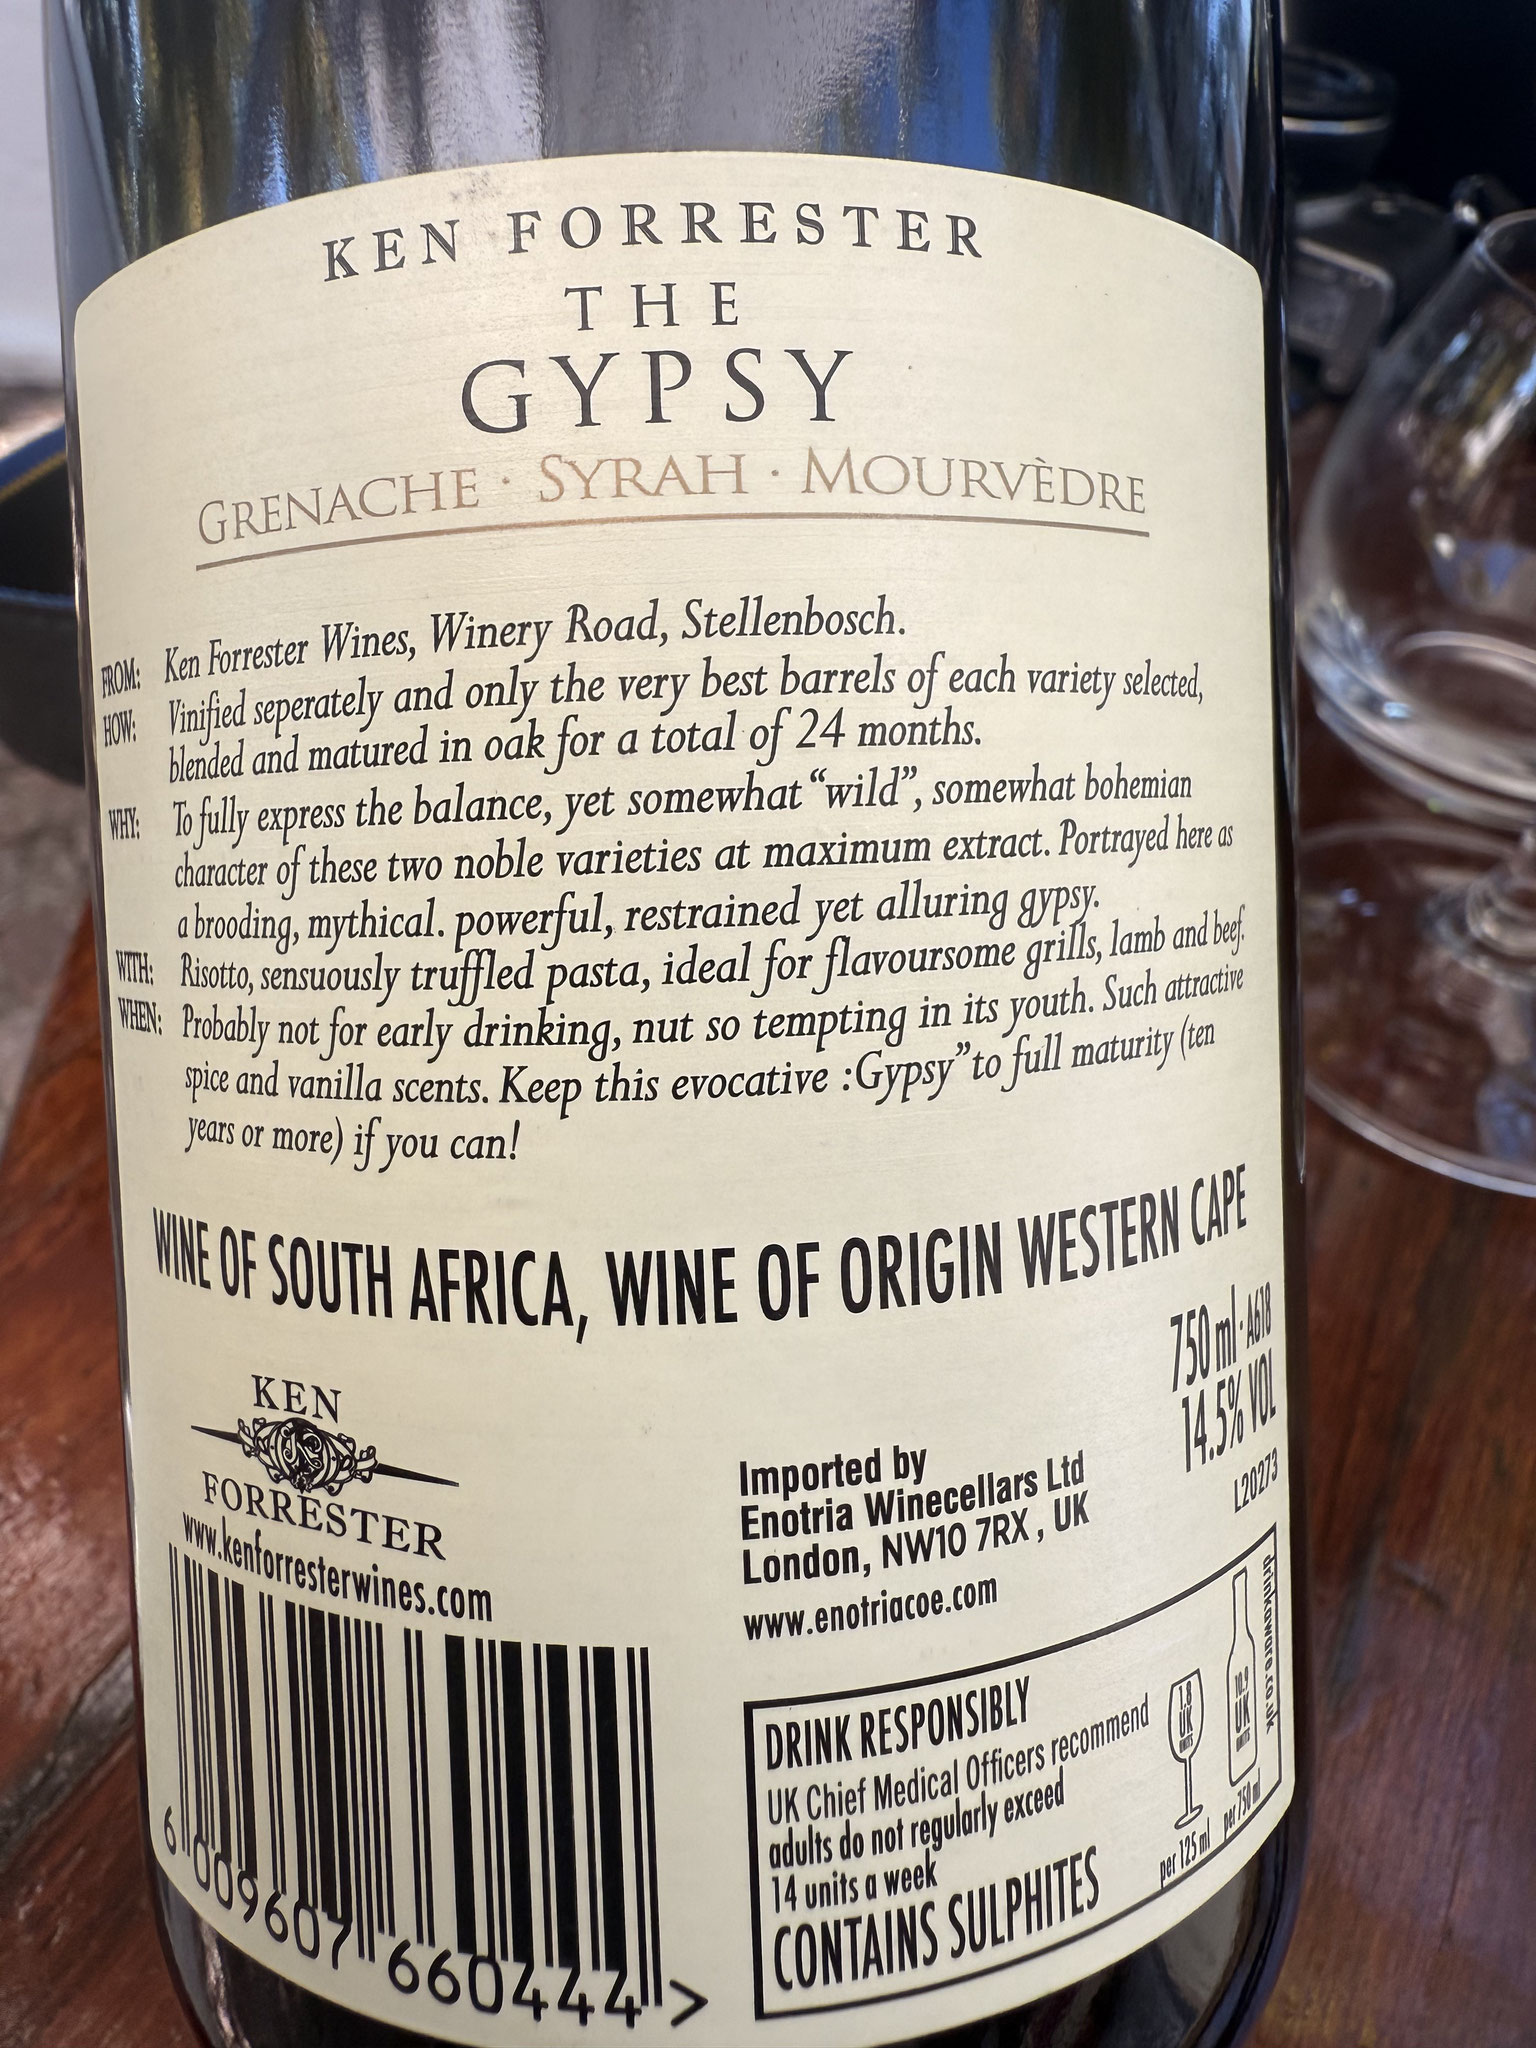 KEN FORRESTER
THE
GYPSY
GRENACHE · SYRAH · MOURVÈDRE
FROM: Ken Forrester Wines, Winery Road, Stellenbosch.
HOW: Vinified seperately and only the very best barrels of each variety selected,
blended and matured in oak for a total of 24 months.
WHY: To fully express the balance, yet somewhat “wild”, somewhat bohemian
character of these two noble varieties at maximum extract. Portrayed here as
a brooding, mythical. powerful, restrained yet alluring gypsy.
WITH: Risotto, sensuously truffled pasta, ideal for flavoursome grills, lamb and beef.
WHEN: Probably not for early drinking, nut so tempting in its youth. Such attractive
spice and vanilla scents. Keep this evocative :Gypsy” to full maturity (ten
years or more) if you can!
WINE OF SOUTH AFRICA, WINE OF ORIGIN WESTERN CAPE
750 ml · A618
14.5% VOL
L20273
KEN
FORRESTER
www.kenforresterwines.com
6 009607 660444 >
Imported by
Enotria Winecellars Ltd
London, NW10 7RX , UK
www.enotriacoe.com
DRINK RESPONSIBLY
UK Chief Medical Officers recommend
adults do not regularly exceed
14 units a week
CONTAINS SULPHITES
1.8
UK
UNITS
per 125 ml
10.9
UK
UNITS
per 750 ml
drinkaware.co.uk